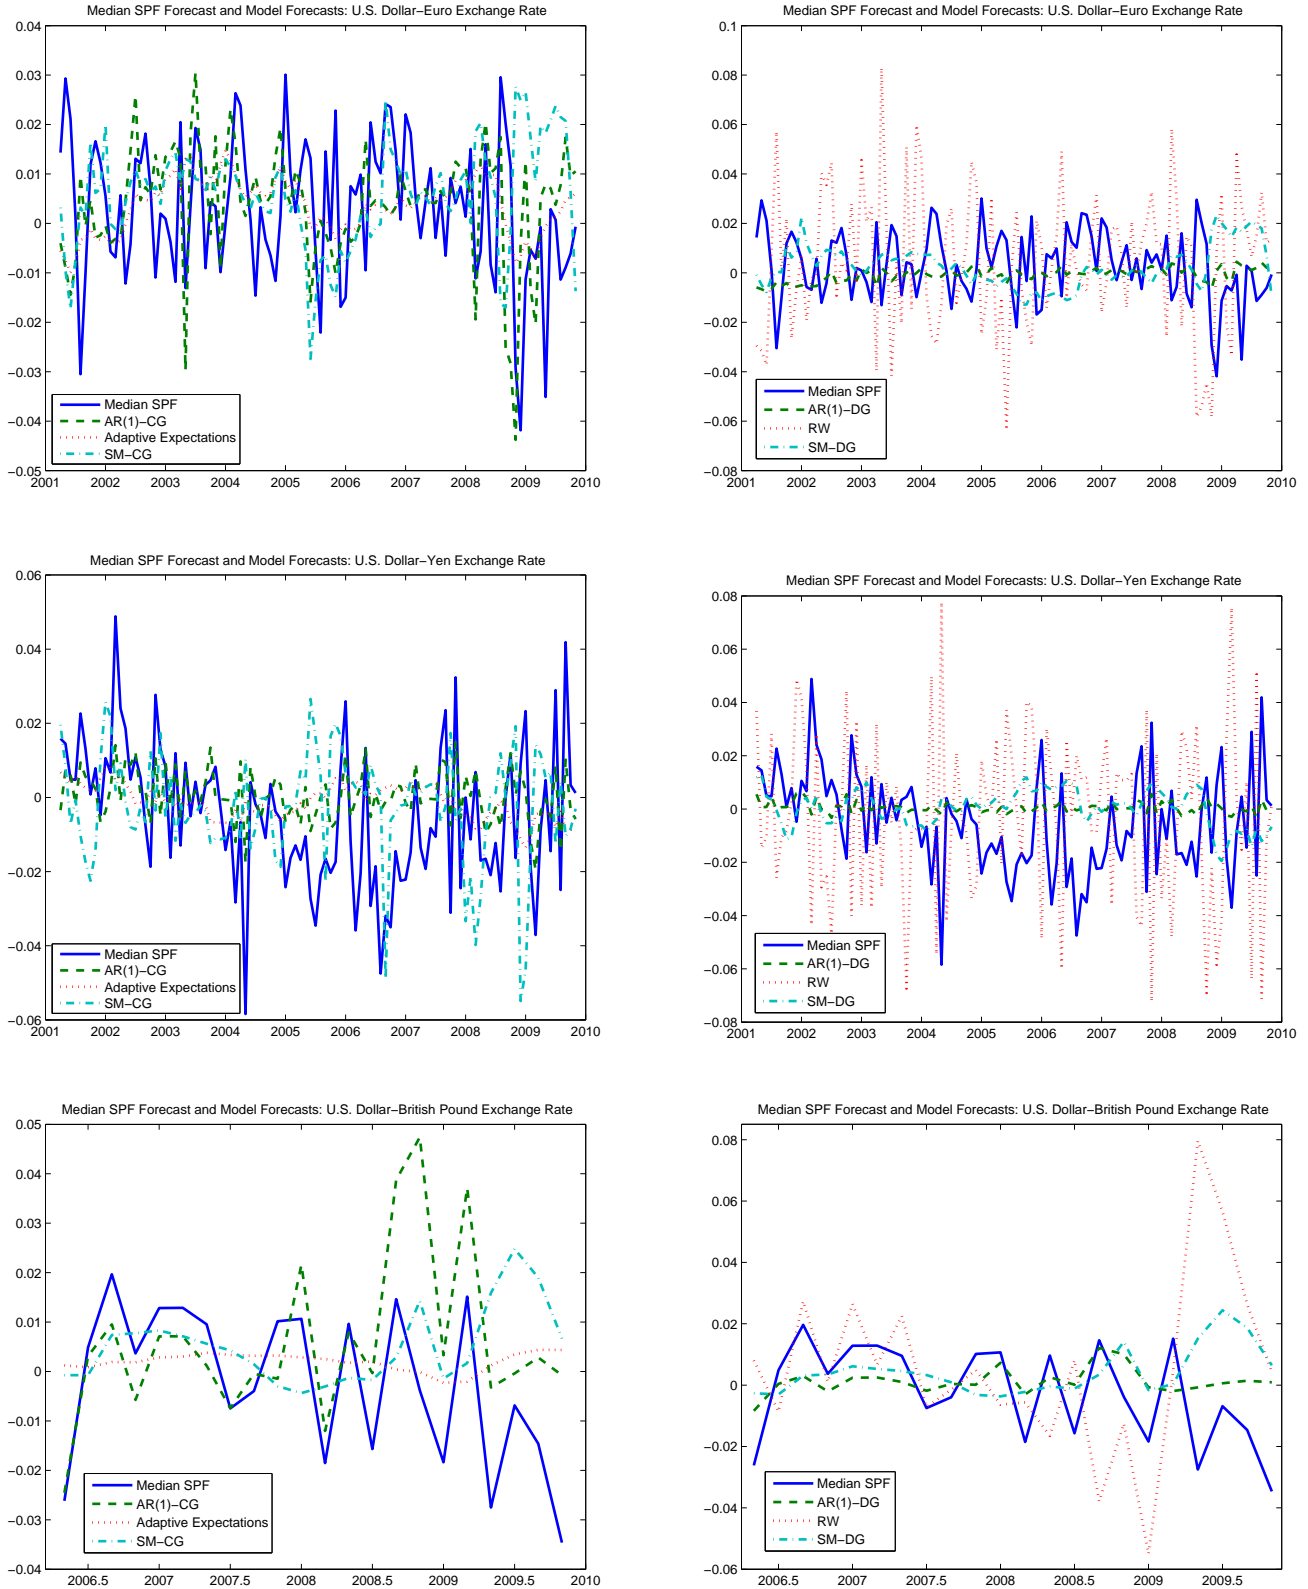 Median SPF Forecast and Model Forecasts: U.S. Dollar−Euro Exchange Rate
0.04
0.03
0.02
0.01
0
−0.01
−0.02
−0.03
−0.04
−0.05
Median SPF
AR(1)−CG
Adaptive Expectations
SM−CG
2001 2002 2003 2004 2005 2006 2007 2008 2009 2010
Median SPF Forecast and Model Forecasts: U.S. Dollar−Euro Exchange Rate
0.1
0.08
0.06
0.04
0.02
0
−0.02
−0.04
−0.06
−0.08
Median SPF
AR(1)−DG
RW
SM−DG
2001 2002 2003 2004 2005 2006 2007 2008 2009 2010
Median SPF Forecast and Model Forecasts: U.S. Dollar−Yen Exchange Rate
0.06
0.04
0.02
0
−0.02
−0.04
−0.06
Median SPF
AR(1)−CG
Adaptive Expectations
SM−CG
2001 2002 2003 2004 2005 2006 2007 2008 2009 2010
Median SPF Forecast and Model Forecasts: U.S. Dollar−Yen Exchange Rate
0.08
0.06
0.04
0.02
0
−0.02
−0.04
−0.06
−0.08
Median SPF
AR(1)−DG
RW
SM−DG
2001 2002 2003 2004 2005 2006 2007 2008 2009 2010
Median SPF Forecast and Model Forecasts: U.S. Dollar−British Pound Exchange Rate
0.05
0.04
0.03
0.02
0.01
0
−0.01
−0.02
−0.03
−0.04
Median SPF
AR(1)−CG
Adaptive Expectations
SM−CG
2006.5 2007 2007.5 2008 2008.5 2009 2009.5 2010
Median SPF Forecast and Model Forecasts: U.S. Dollar−British Pound Exchange Rate
0.08
0.06
0.04
0.02
0
−0.02
−0.04
−0.06
Median SPF
AR(1)−DG
RW
SM−DG
2006.5 2007 2007.5 2008 2008.5 2009 2009.5